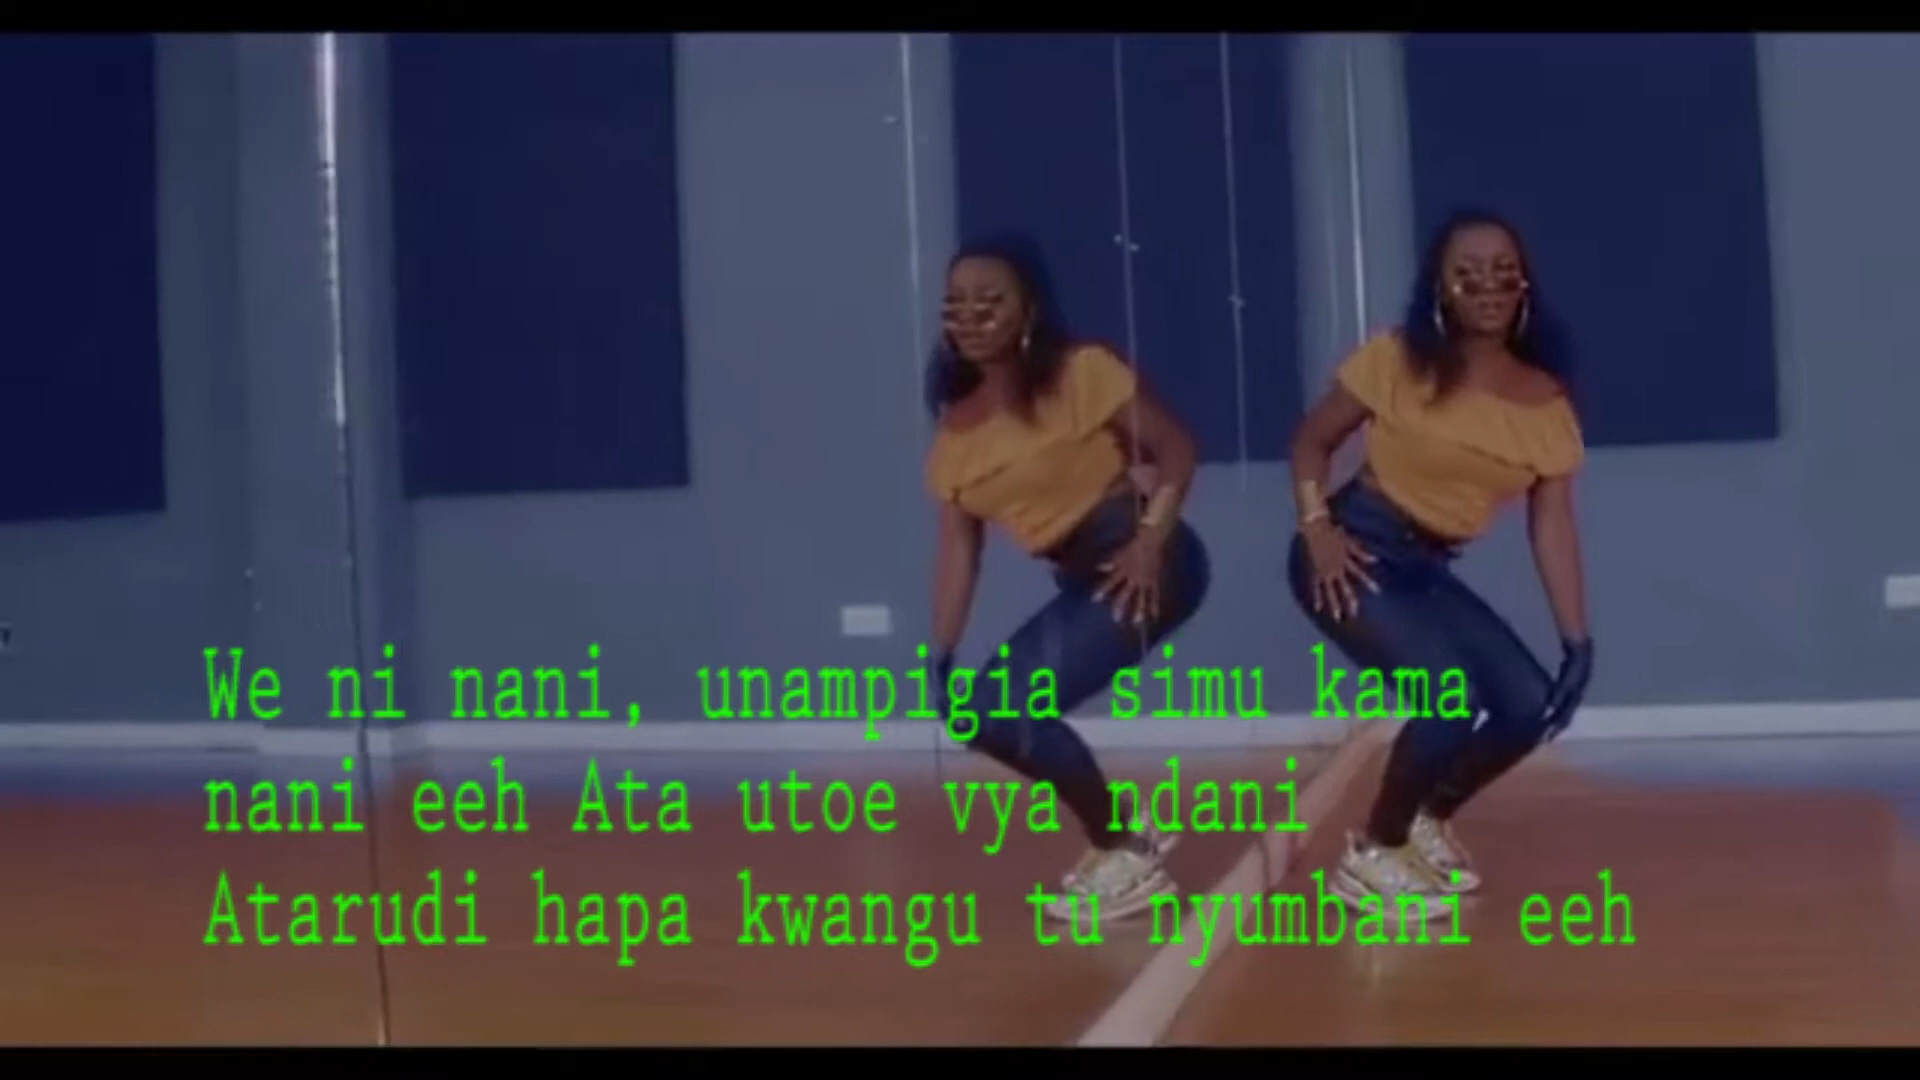 We ni nani, unampigia simu kama
nani eeh Ata utoe vya ndani
Atarudi hapa kwangu tu nyumbani eeh